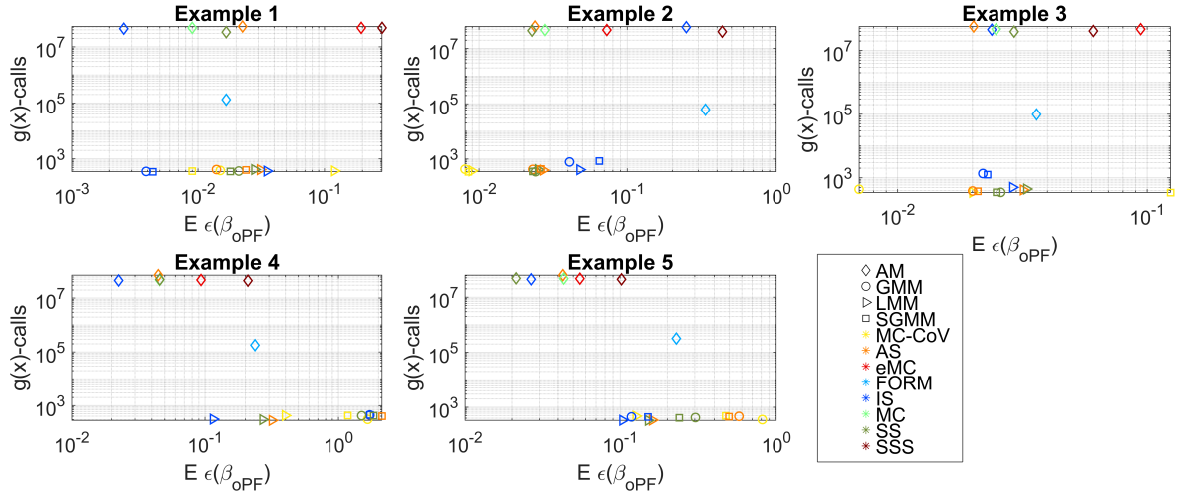 Example 1
Example 2
Example 3
g(x)-calls
10^7
10^5
10^3
10^-3
10^-2
10^-1
E ϵ(β_oPF)
g(x)-calls
10^7
10^5
10^3
10^-2
10^-1
10^0
E ϵ(β_oPF)
g(x)-calls
10^7
10^5
10^3
10^-2
10^-1
E ϵ(β_oPF)
Example 4
Example 5
g(x)-calls
10^7
10^5
10^3
10^-2
10^-1
10^0
E ϵ(β_oPF)
g(x)-calls
10^7
10^5
10^3
10^-2
10^-1
10^0
E ϵ(β_oPF)
AM
GMM
LMM
SGMM
MC-CoV
AS
eMC
FORM
IS
MC
SS
SSS